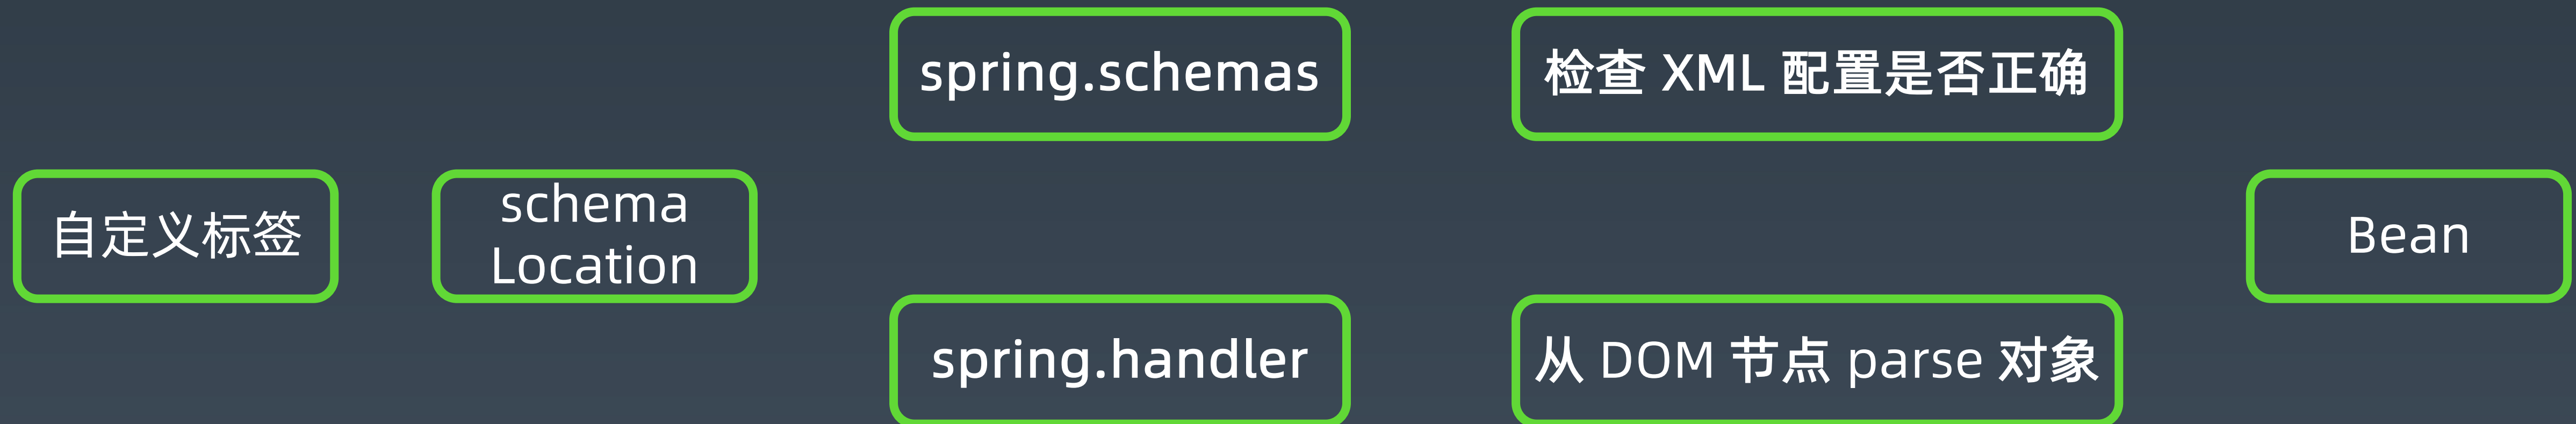 自定义标签
schema
Location
spring.schemas
检查 XML 配置是否正确
spring.handler
从 DOM 节点 parse 对象
Bean